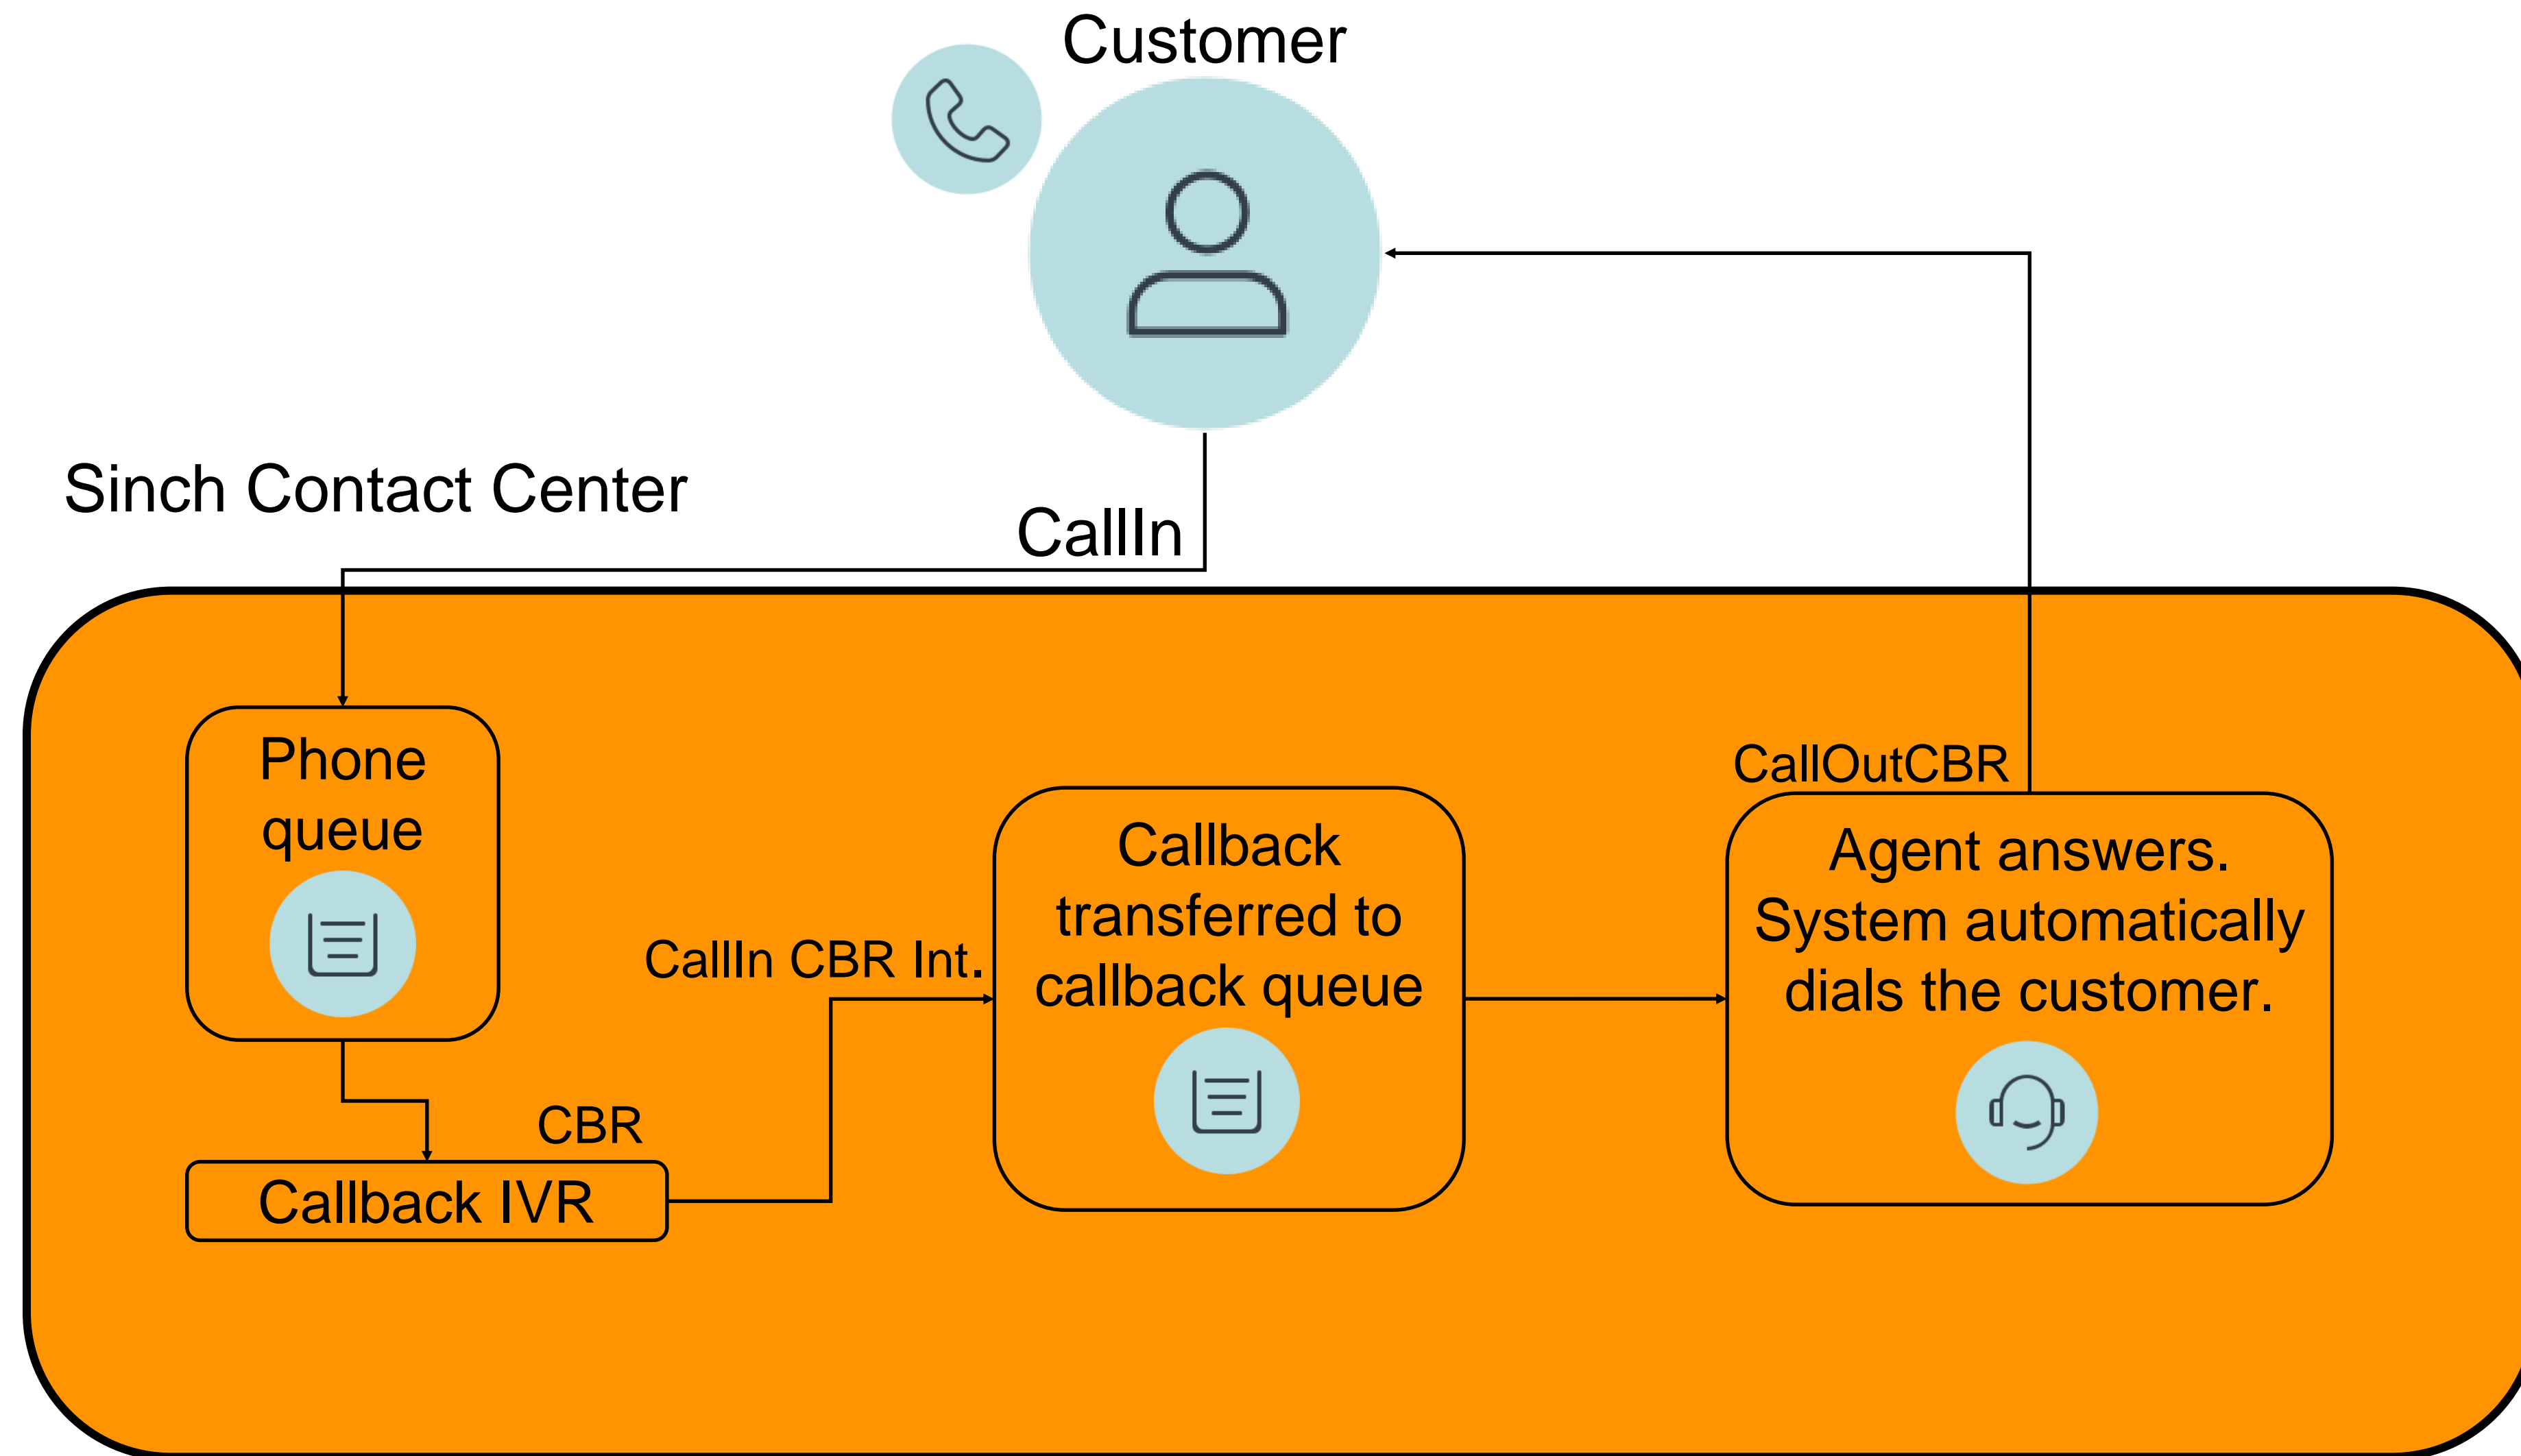 Customer
Sinch Contact Center
CallIn
Phone
queue
CBR
Callback IVR
CallIn CBR Int.
Callback
transferred to
callback queue
CallOutCBR
Agent answers.
System automatically
dials the customer.